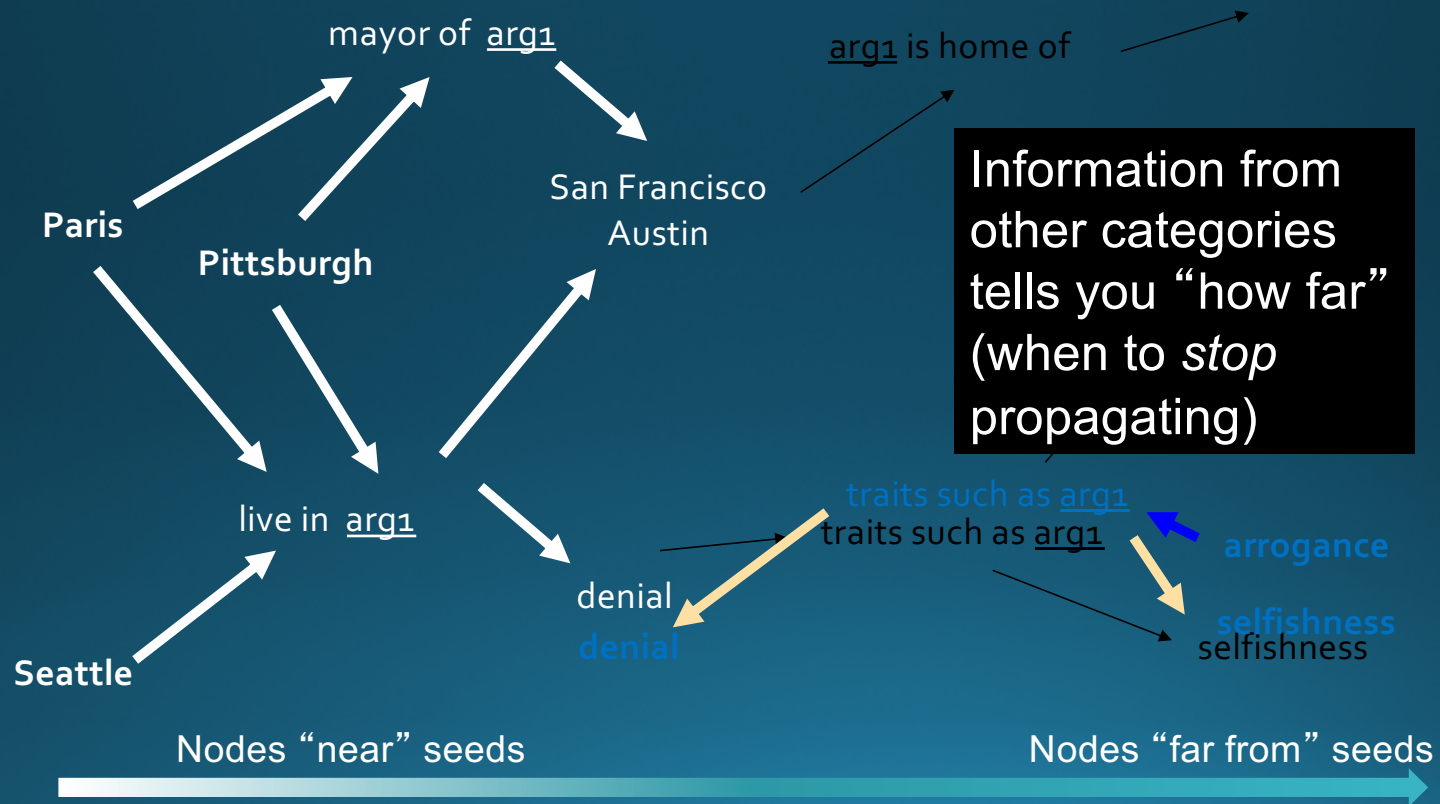 mayor of arg1
arg1 is home of
San Francisco
Austin
Paris
Pittsburgh
Information from
other categories
tells you “how far”
(when to stop
propagating)
live in arg1
traits such as arg1
traits such as arg1
arrogance
denial
denial
selfishness
selfishness
Seattle
Nodes “near” seeds
Nodes “far from” seeds